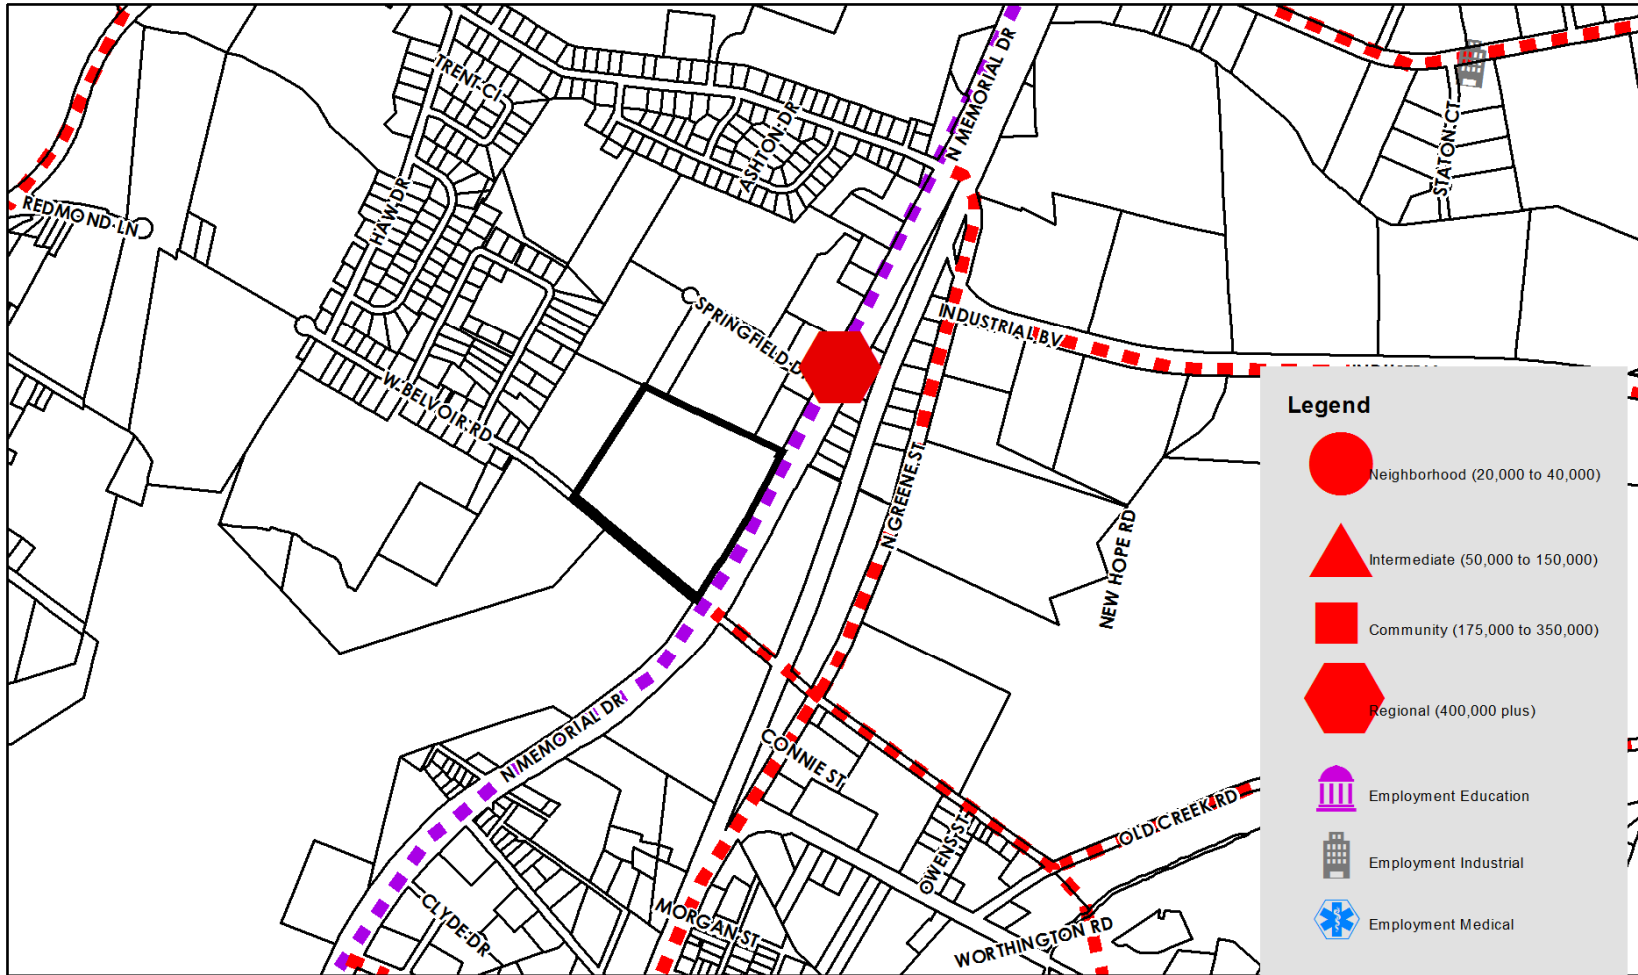 TRENT CI
N MEMORIAL DR
ASHTON DR
STATON CT
HAW DR
REDMOND LN
SPRINGFIELD D
INDUSTRIAL BV
W BELVOIR RD
N GREENE ST
NEW HOPE RD
N MEMORIAL DR
CONNIE ST
OLD CREEK RD
OWENS ST
CLYDE DR
MORGAN ST
WORTHINGTON RD
Legend
Neighborhood (20,000 to 40,000)
Intermediate (50,000 to 150,000)
Community (175,000 to 350,000)
Regional (400,000 plus)
Employment Education
Employment Industrial
Employment Medical